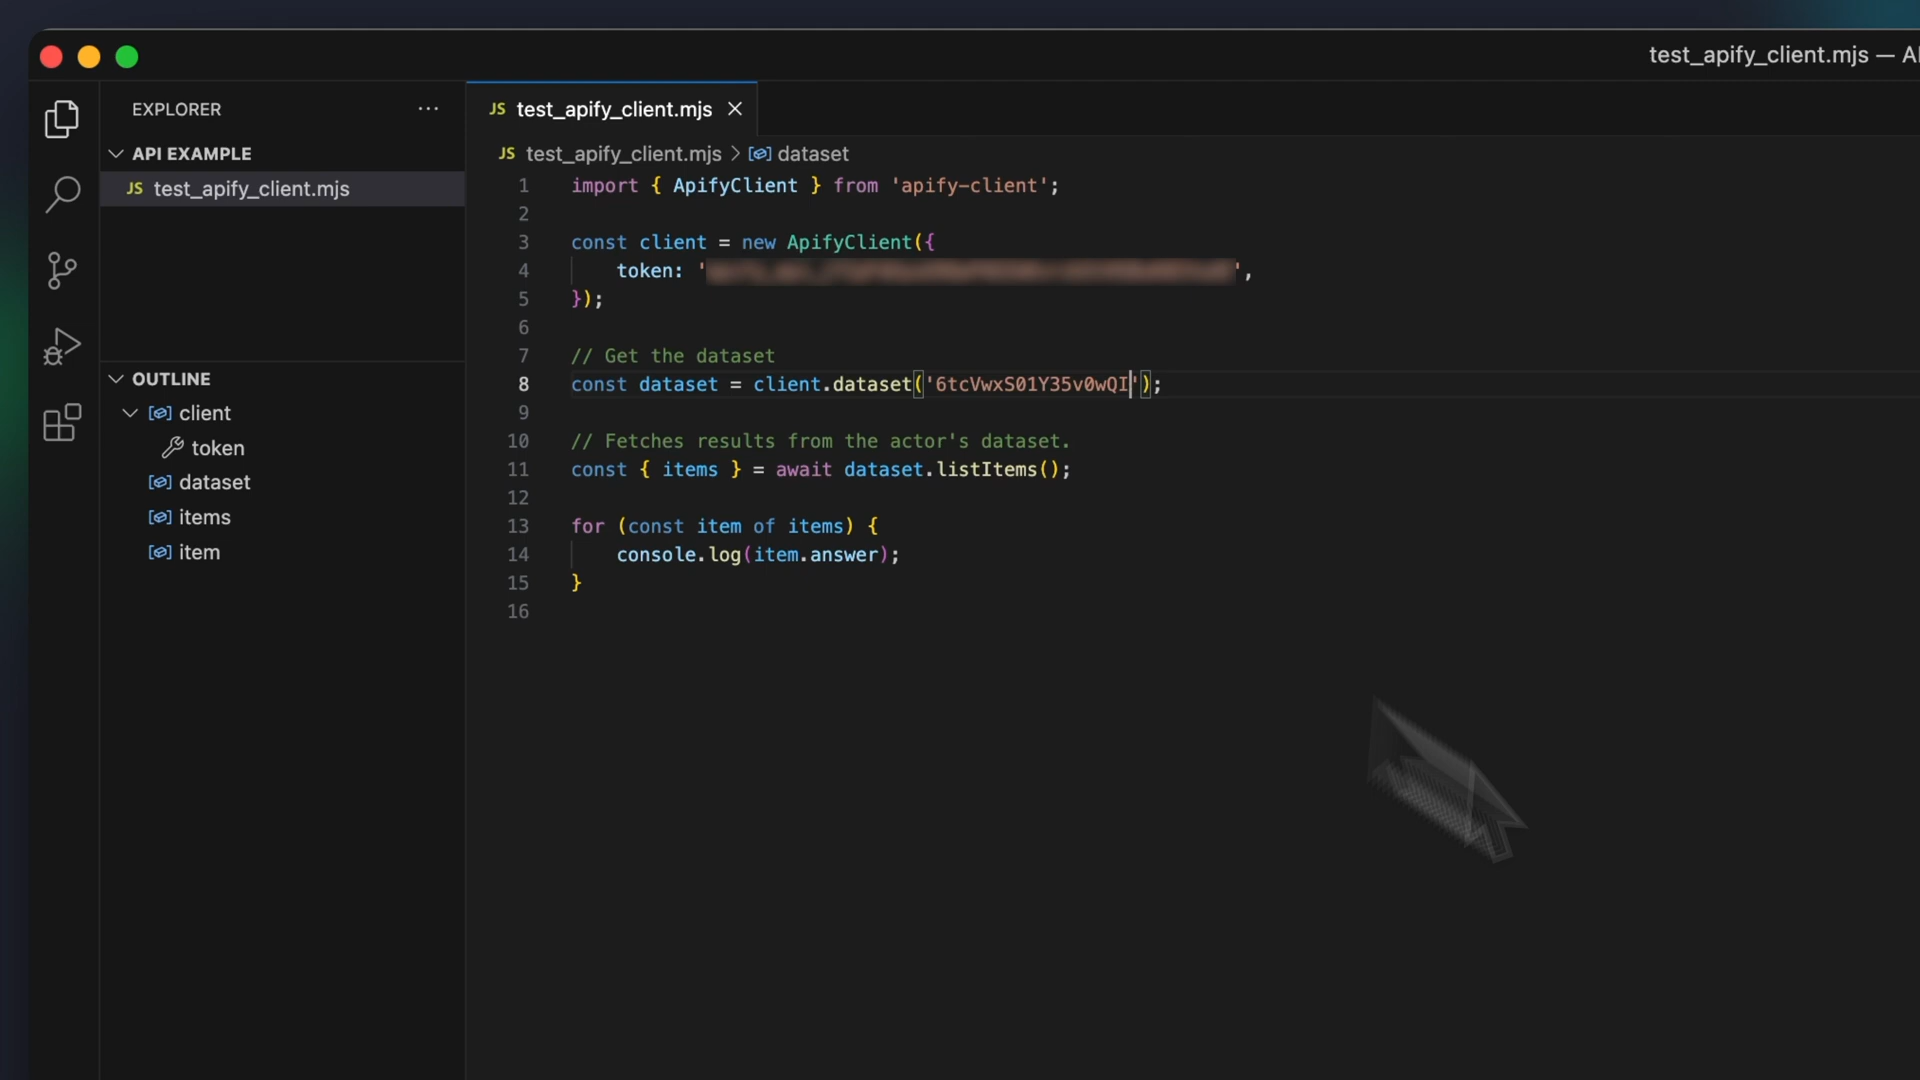 test_apify_client.mjs — A
EXPLORER
API EXAMPLE
JS test_apify_client.mjs
OUTLINE
client
token
dataset
items
item
JS test_apify_client.mjs
JS test_apify_client.mjs > dataset
1 import { ApifyClient } from 'apify-client';
2
3 const client = new ApifyClient({
4 token: '',
5 });
6
7 // Get the dataset
8 const dataset = client.dataset('6tcVwxS01Y35v0wQI');
9
10 // Fetches results from the actor's dataset.
11 const { items } = await dataset.listItems();
12
13 for (const item of items) {
14 console.log(item.answer);
15 }
16